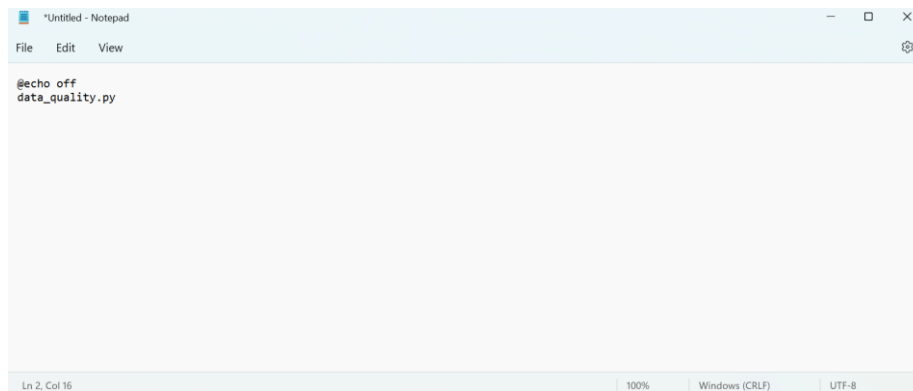 *Untitled - Notepad
File Edit View
@echo off
data_quality.py
Ln 2, Col 16 100% Windows (CRLF) UTF-8